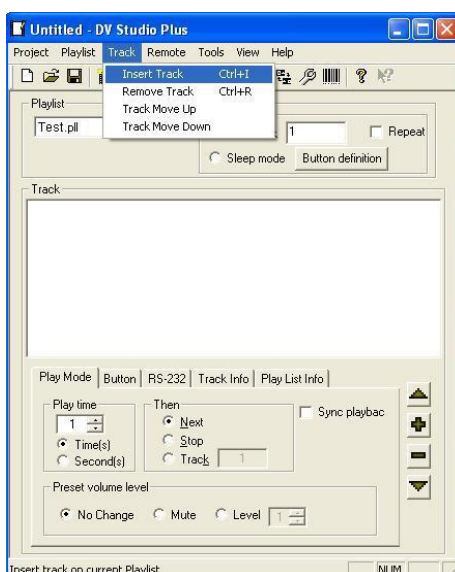 Untitled - DV Studio Plus
Project Playlist Track Remote Tools View Help
Insert Track Ctrl+I
Remove Track Ctrl+R
Track Move Up
Track Move Down
Playlist
Test.pll
1
Repeat
Sleep mode
Button definition
Track
Play Mode Button RS-232 Track Info Play List Info
Play time
1
Time(s)
Second(s)
Then
Next
Stop
Track 1
Sync playbac
Preset volume level
No Change Mute Level 1
Insert track on current Playlist
NUM